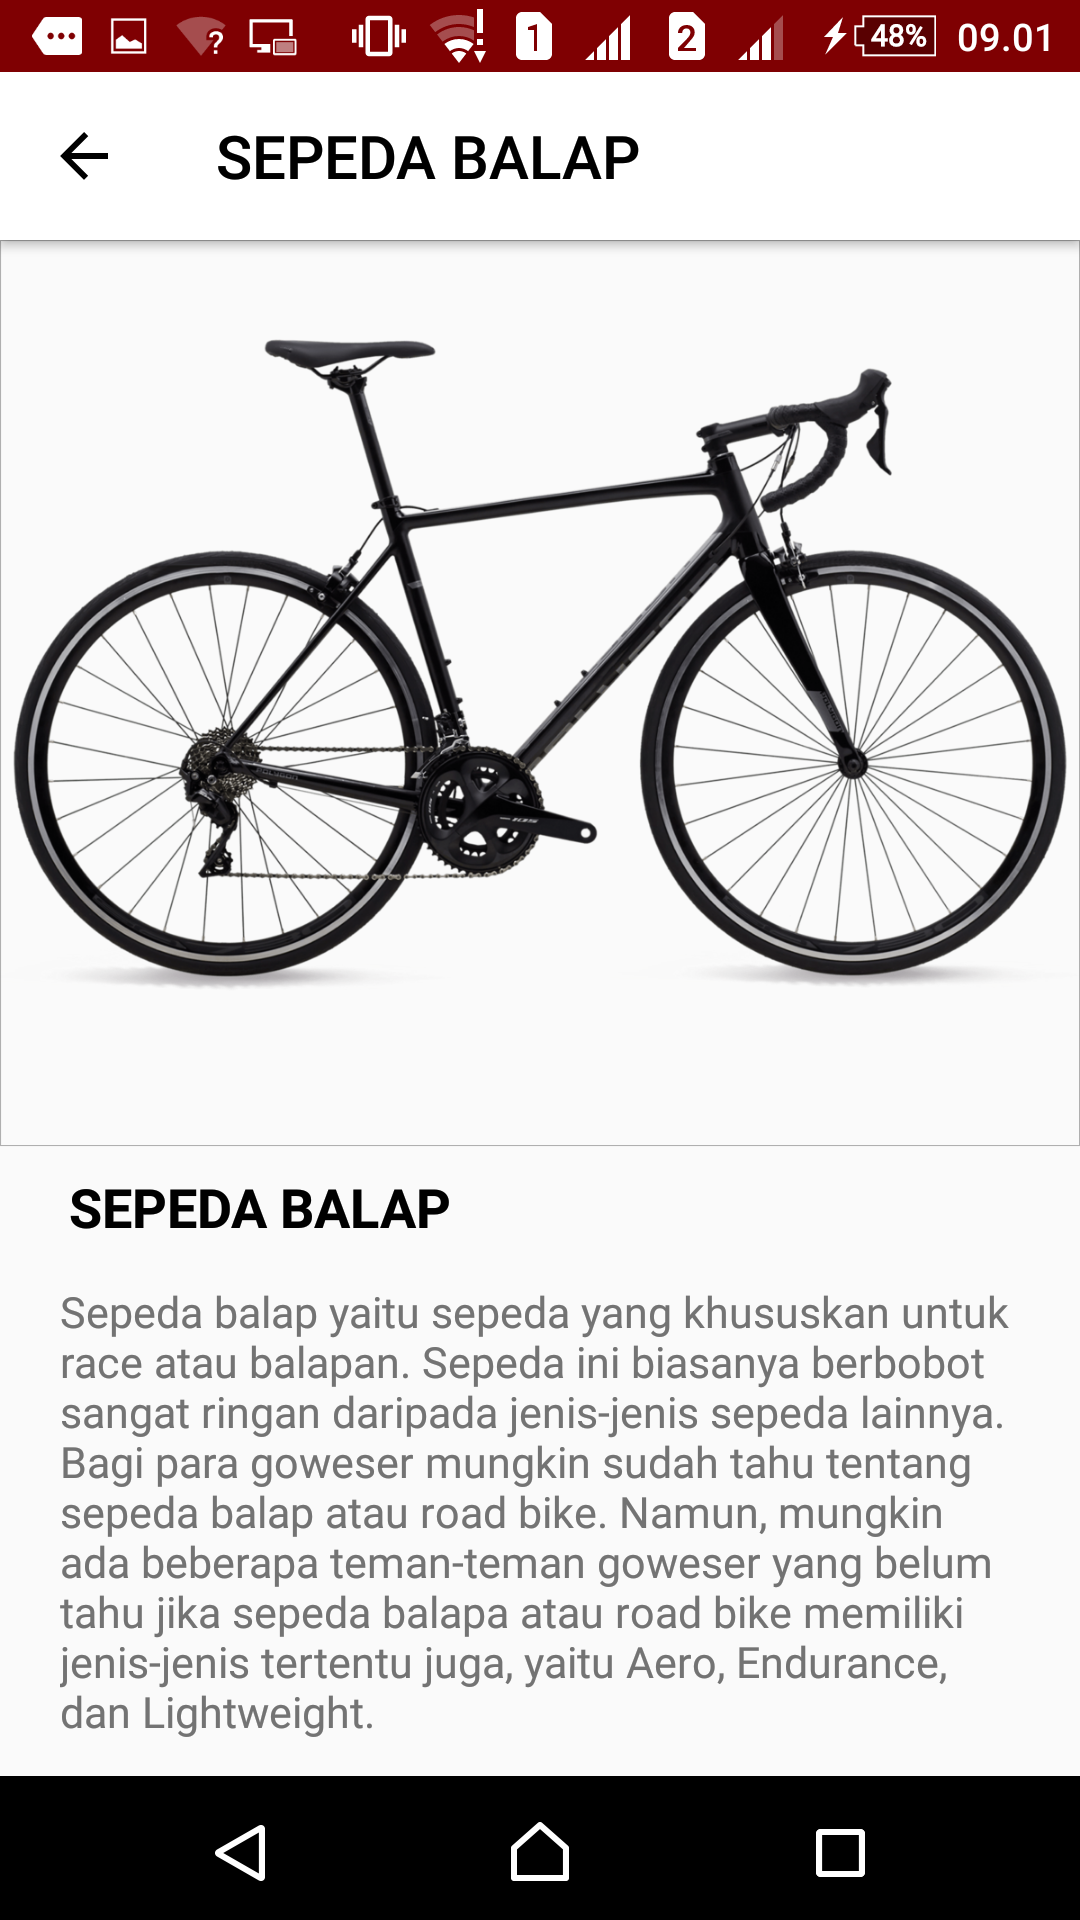 1 2 48% 09.01
SEPEDA BALAP
105
SEPEDA BALAP
Sepeda balap yaitu sepeda yang khususkan untuk
race atau balapan. Sepeda ini biasanya berbobot
sangat ringan daripada jenis-jenis sepeda lainnya.
Bagi para goweser mungkin sudah tahu tentang
sepeda balap atau road bike. Namun, mungkin
ada beberapa teman-teman goweser yang belum
tahu jika sepeda balapa atau road bike memiliki
jenis-jenis tertentu juga, yaitu Aero, Endurance,
dan Lightweight.